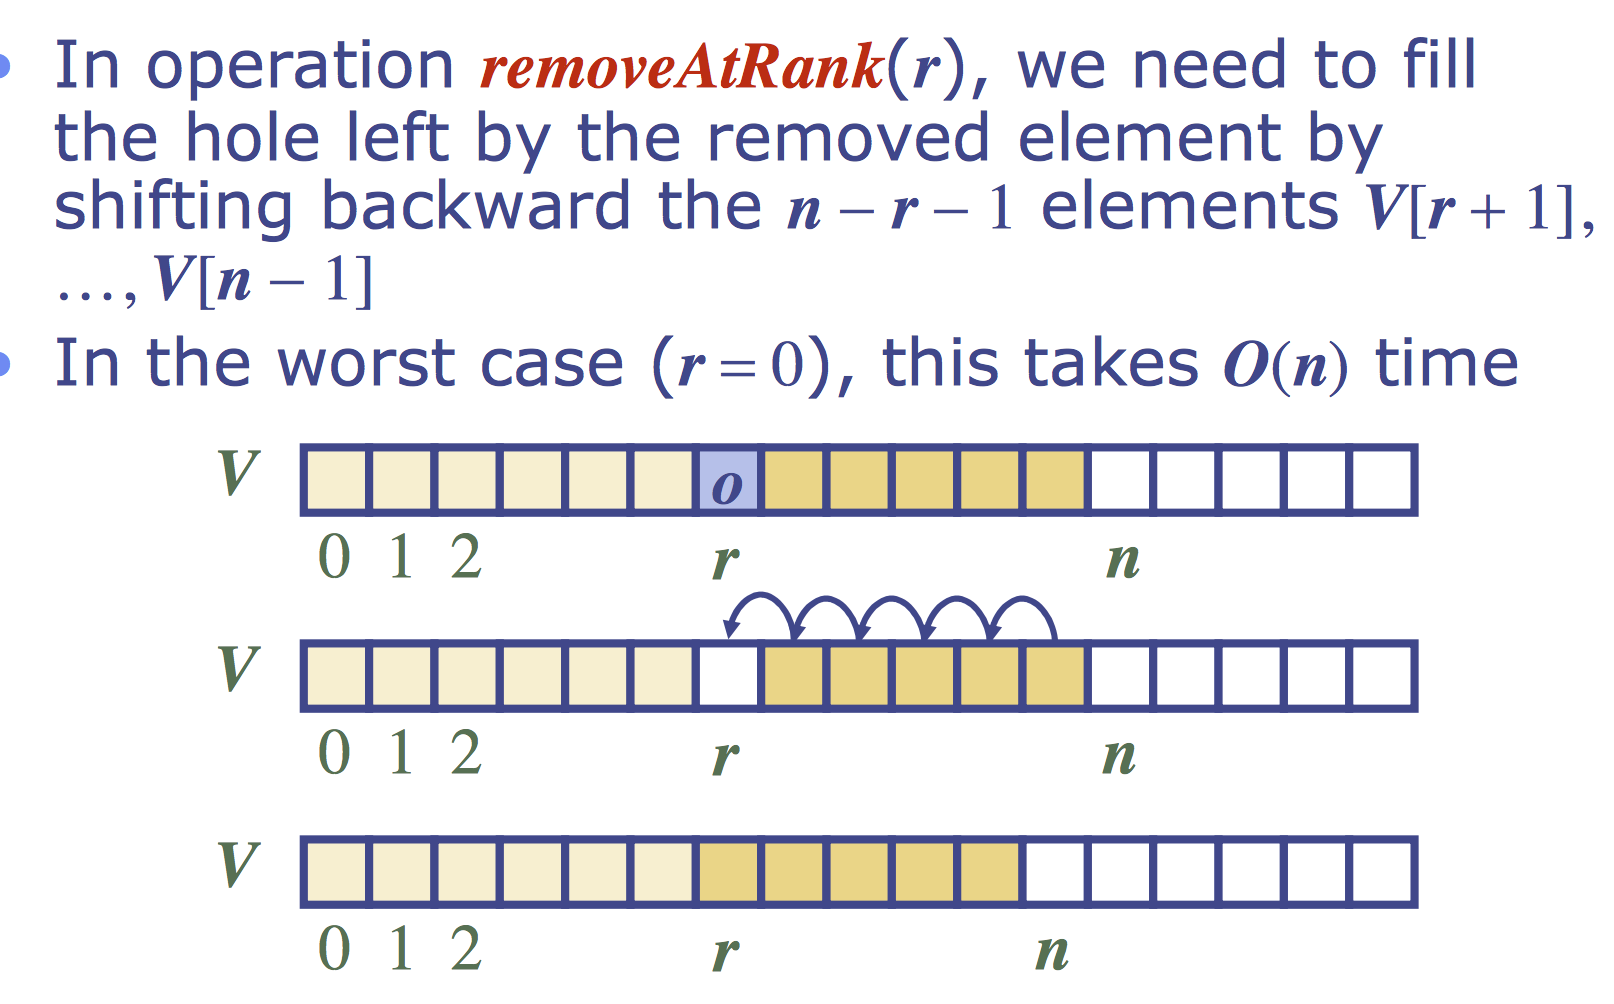 • In operation removeAtRank(r), we need to fill
the hole left by the removed element by
shifting backward the n – r – 1 elements V[r + 1],
…, V[n – 1]
• In the worst case (r = 0), this takes O(n) time
V o
0 1 2 r n
V
0 1 2 r n
V
0 1 2 r n